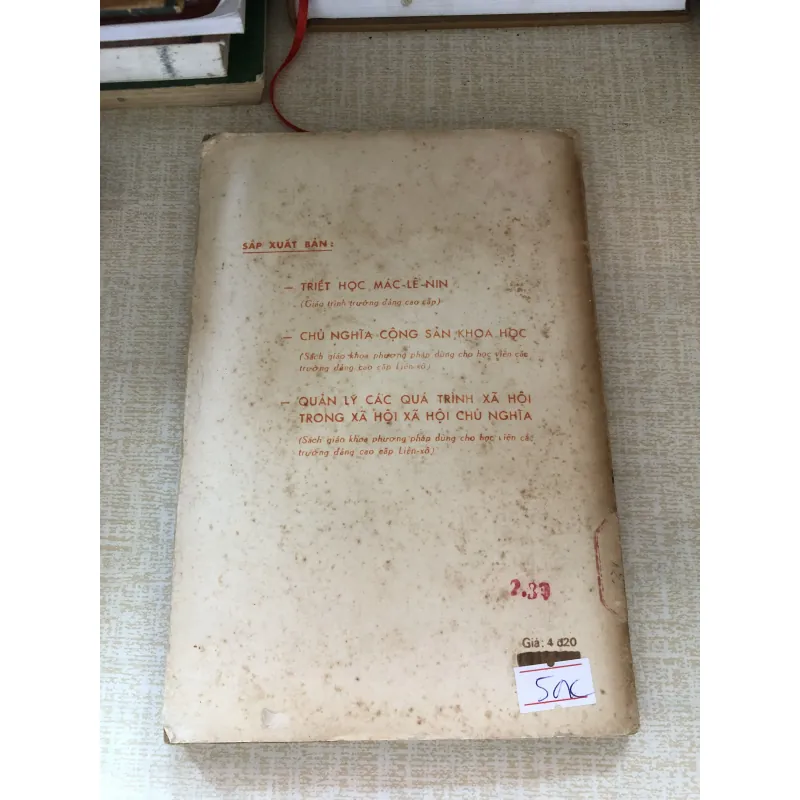 SẮP XUẤT BẢN:
— TRIẾT HỌC MÁC-LÊ-NIN
(Giáo trình trường đảng cao cấp)
— CHỦ NGHĨA CỘNG SẢN KHOA HỌC
(Sách giáo khoa phương pháp dùng cho học viên các
trường đảng cao cấp Liên-xô)
— QUẢN LÝ CÁC QUÁ TRÌNH XÃ HỘI
TRONG XÃ HỘI XÃ HỘI CHỦ NGHĨA
(Sách giáo khoa phương pháp dùng cho học viên các
trường đảng cao cấp Liên-xô)
2.39
Giá: 4 đ20